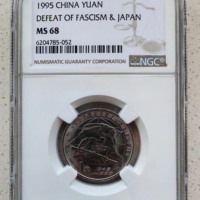 1995 CHINA YUAN
DEFEAT OF FASCISM & JAPAN
MS 68
6204785-052
NUMISMATIC GUARANTY CORPORATION
NGC